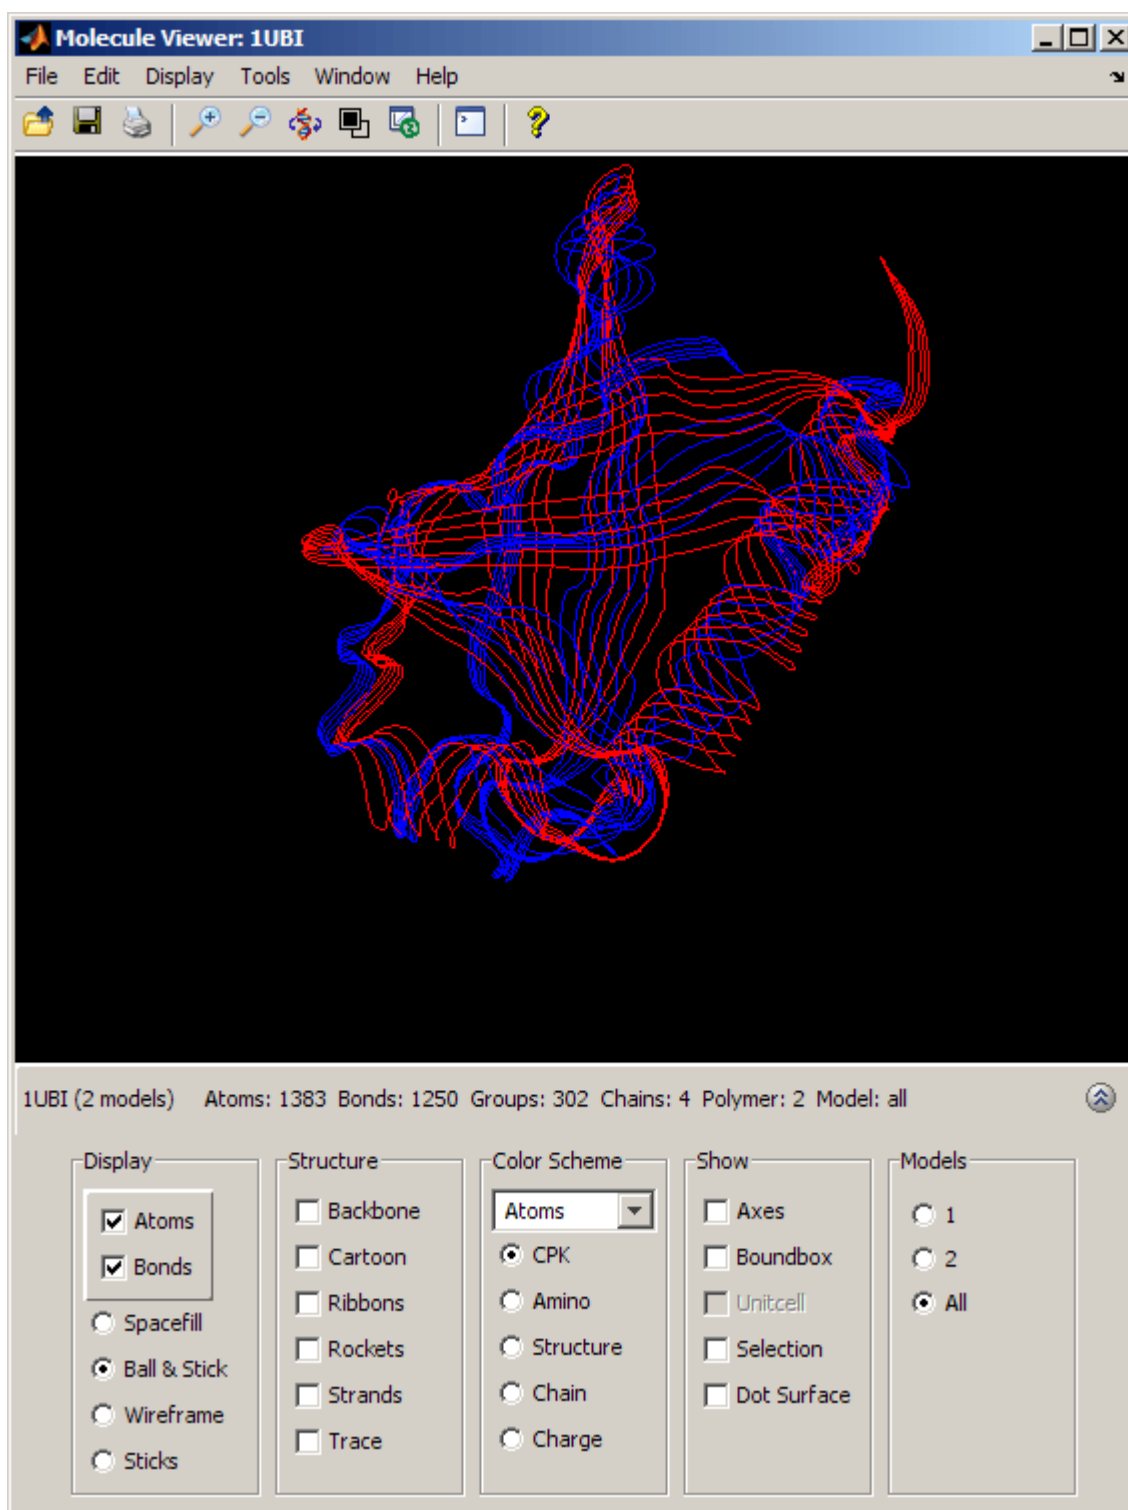 Molecule Viewer: 1UBI
File Edit Display Tools Window Help
1UBI (2 models) Atoms: 1383 Bonds: 1250 Groups: 302 Chains: 4 Polymer: 2 Model: all
Display
Atoms
Bonds
Spacefill
Ball & Stick
Wireframe
Sticks
Structure
Backbone
Cartoon
Ribbons
Rockets
Strands
Trace
Color Scheme
Atoms
CPK
Amino
Structure
Chain
Charge
Show
Axes
Boundbox
Unitcell
Selection
Dot Surface
Models
1
2
All